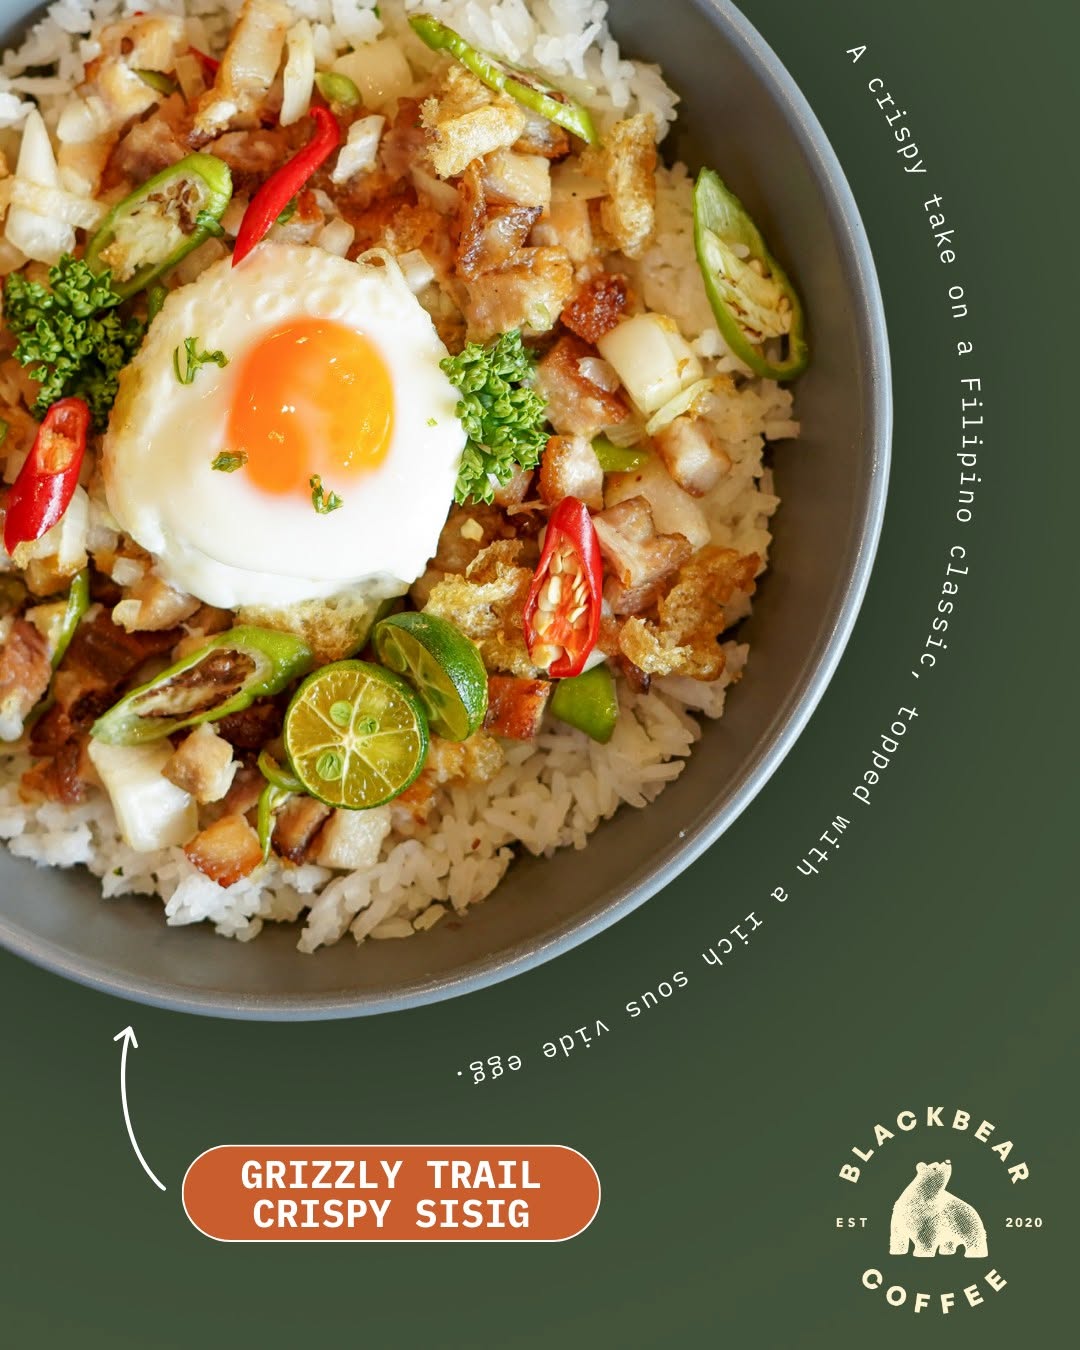 A crispy take on a Filipino classic, topped with a rich sous vide egg.
GRIZZLY TRAIL
CRISPY SISIG
BLACKBEAR
EST 2020
COFFEE